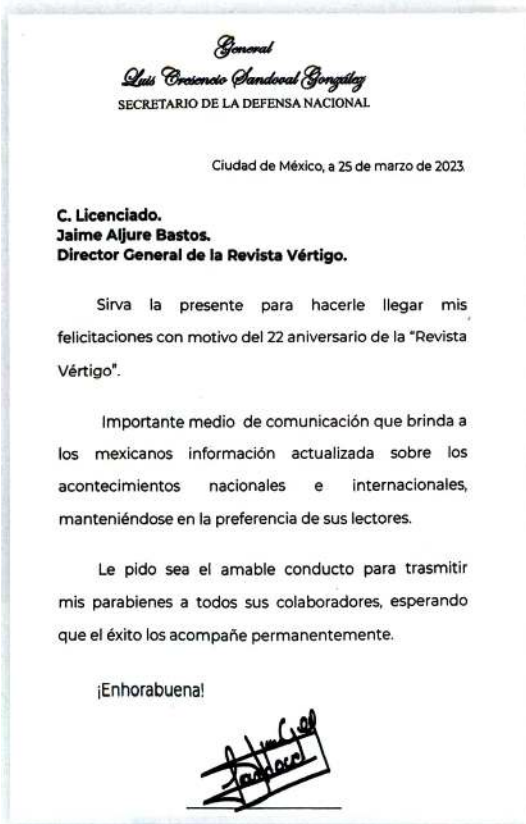 General
Luis Cresencio Sandoval González
SECRETARIO DE LA DEFENSA NACIONAL
Ciudad de México, a 25 de marzo de 2023.
C. Licenciado.
Jaime Aljure Bastos.
Director General de la Revista Vértigo.
Sirva la presente para hacerle llegar mis
felicitaciones con motivo del 22 aniversario de la "Revista
Vértigo".
Importante medio de comunicación que brinda a
los mexicanos información actualizada sobre los
acontecimientos nacionales e internacionales,
manteniéndose en la preferencia de sus lectores.
Le pido sea el amable conducto para trasmitir
mis parabienes a todos sus colaboradores, esperando
que el éxito los acompañe permanentemente.
¡Enhorabuena!